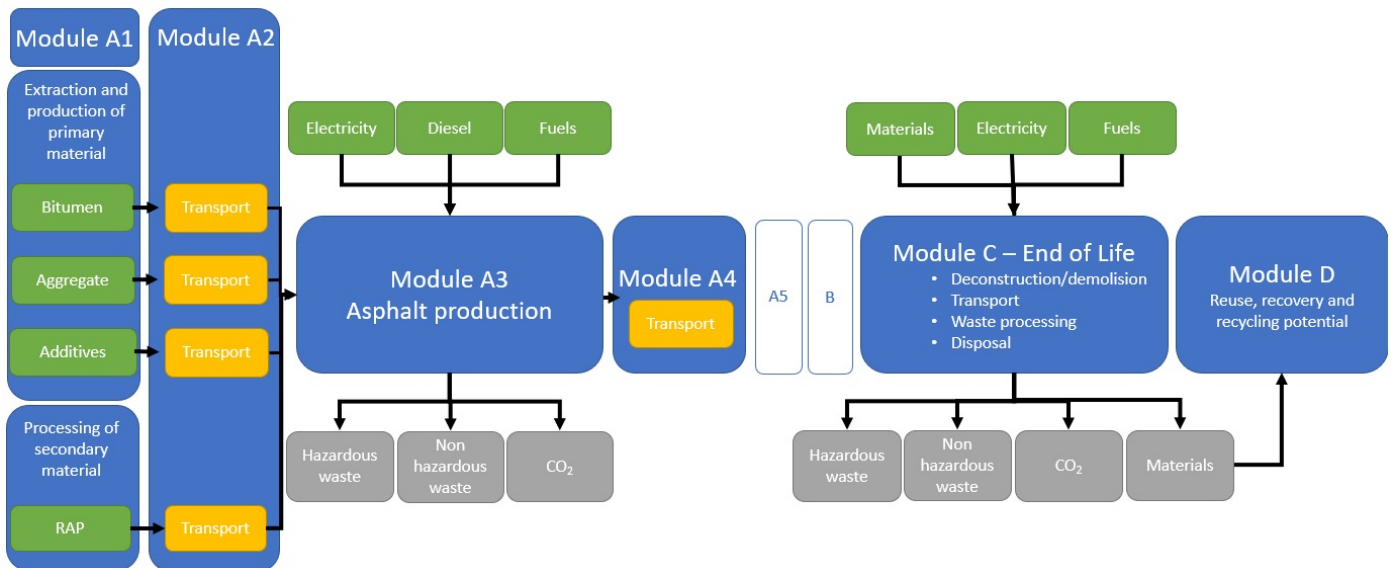 Module A1
Module A2
Extraction and
production of
primary
material
Bitumen
Transport
Aggregate
Transport
Additives
Transport
Processing of
secondary
material
RAP
Transport
Electricity
Diesel
Fuels
Module A3
Asphalt production
Hazardous
waste
Non
hazardous
waste
CO₂
Module A4
Transport
A5
B
Materials
Electricity
Fuels
Module C – End of Life
• Deconstruction/demolision
• Transport
• Waste processing
• Disposal
Hazardous
waste
Non
hazardous
waste
CO₂
Materials
Module D
Reuse, recovery and
recycling potential